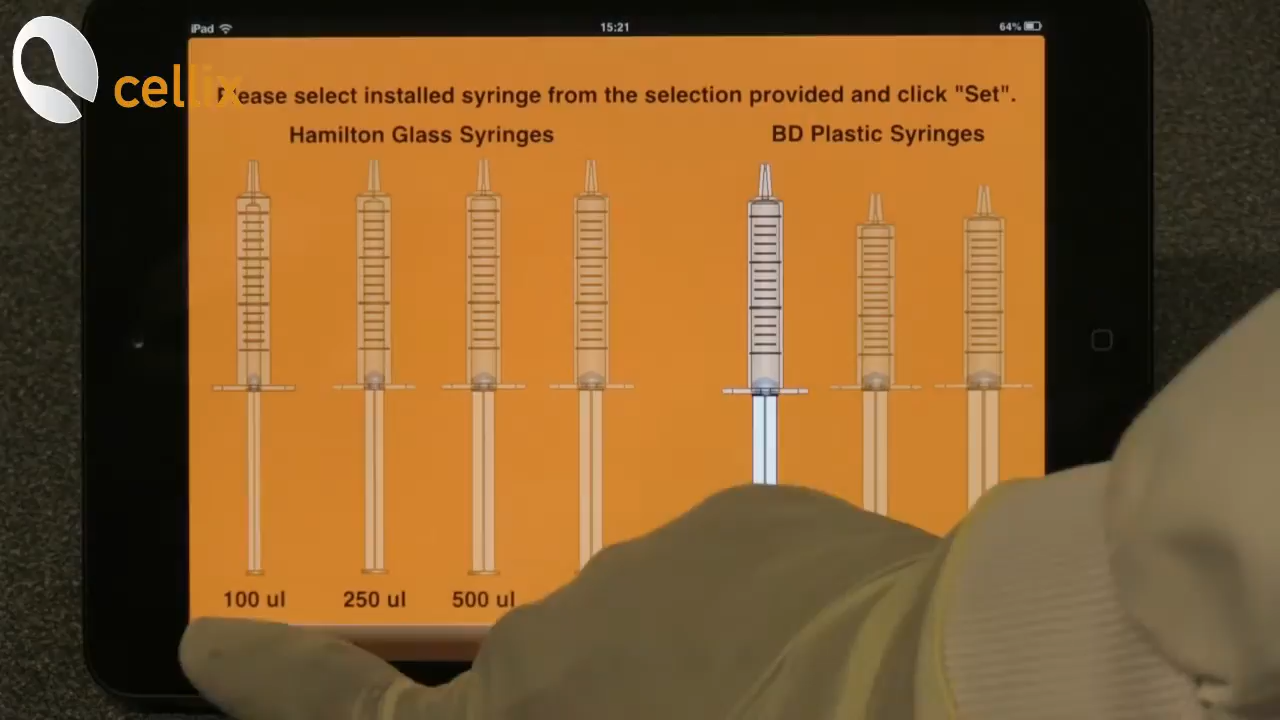 iPad 15:21 64%
cellix
Please select installed syringe from the selection provided and click "Set".
Hamilton Glass Syringes BD Plastic Syringes
100 ul 250 ul 500 ul